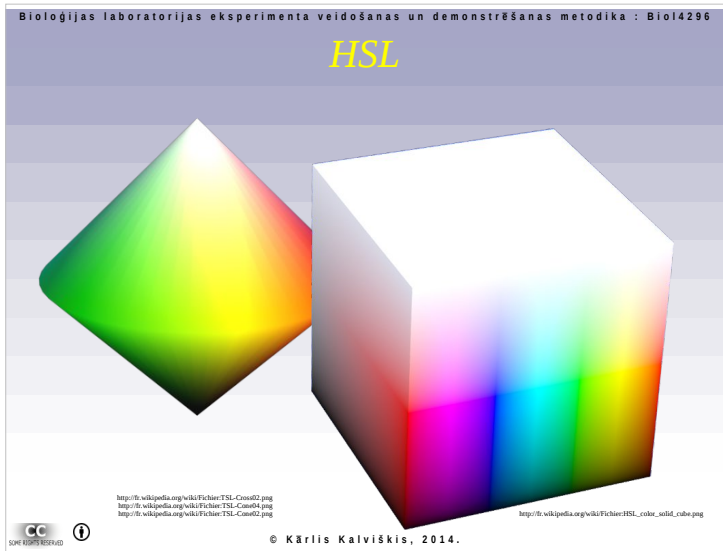 Bioloģijas laboratorijas eksperimenta veidošanas un demonstrēšanas metodika : Biol4296
HSL
http://fr.wikipedia.org/wiki/Fichier:TSL-Cross02.png
http://fr.wikipedia.org/wiki/Fichier:TSL-Cone04.png
http://fr.wikipedia.org/wiki/Fichier:TSL-Cone02.png
http://fr.wikipedia.org/wiki/Fichier:HSL_color_solid_cube.png
CC
SOME RIGHTS RESERVED
© Kārlis Kalviškis, 2014.